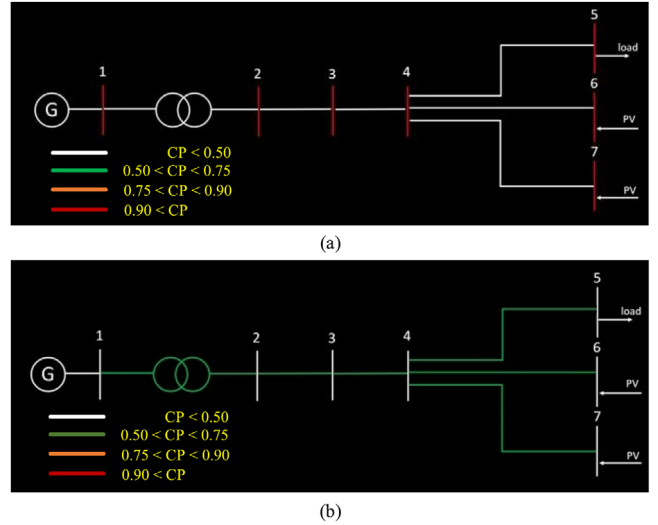 5
load
1
2
3
4
6
G
PV
CP < 0.50
7
0.50 < CP < 0.75
0.75 < CP < 0.90
PV
0.90 < CP
(a)
5
load
1
2
3
4
6
G
PV
CP < 0.50
7
0.50 < CP < 0.75
0.75 < CP < 0.90
PV
0.90 < CP
(b)